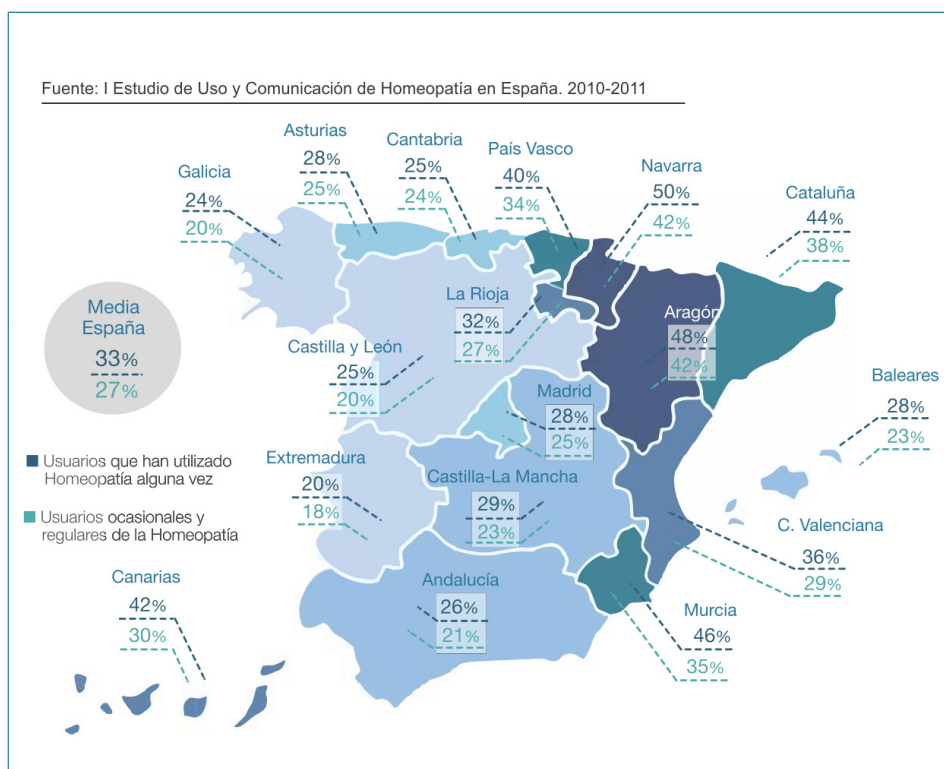 Fuente: I Estudio de Uso y Comunicación de Homeopatía en España. 2010-2011
Asturias
28%
25%
Cantabria
25%
24%
País Vasco
40%
34%
Navarra
50%
42%
Cataluña
44%
38%
Galicia
24%
20%
Media
España
33%
27%
La Rioja
32%
27%
Aragón
48%
42%
Castilla y León
25%
20%
Madrid
28%
25%
Baleares
28%
23%
Usuarios que han utilizado
Homeopatía alguna vez
Usuarios ocasionales y
regulares de la Homeopatía
Extremadura
20%
18%
Castilla-La Mancha
29%
23%
C. Valenciana
36%
29%
Canarias
42%
30%
Andalucía
26%
21%
Murcia
46%
35%